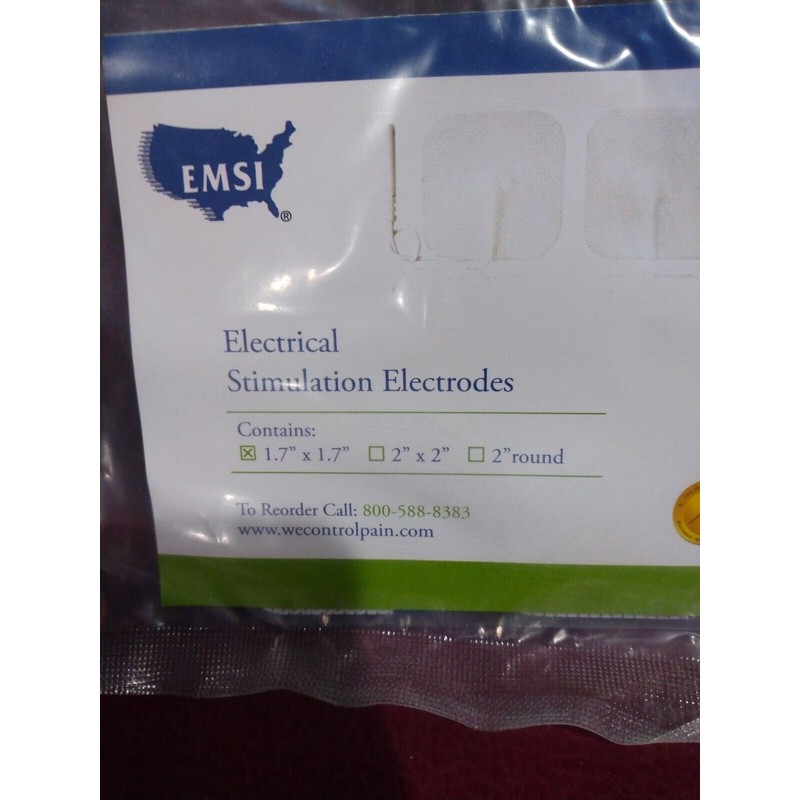 EMSI®
Electrical
Stimulation Electrodes
Contains:
☒ 1.7” x 1.7” ☐ 2” x 2” ☐ 2”round
To Reorder Call: 800-588-8383
www.wecontrolpain.com